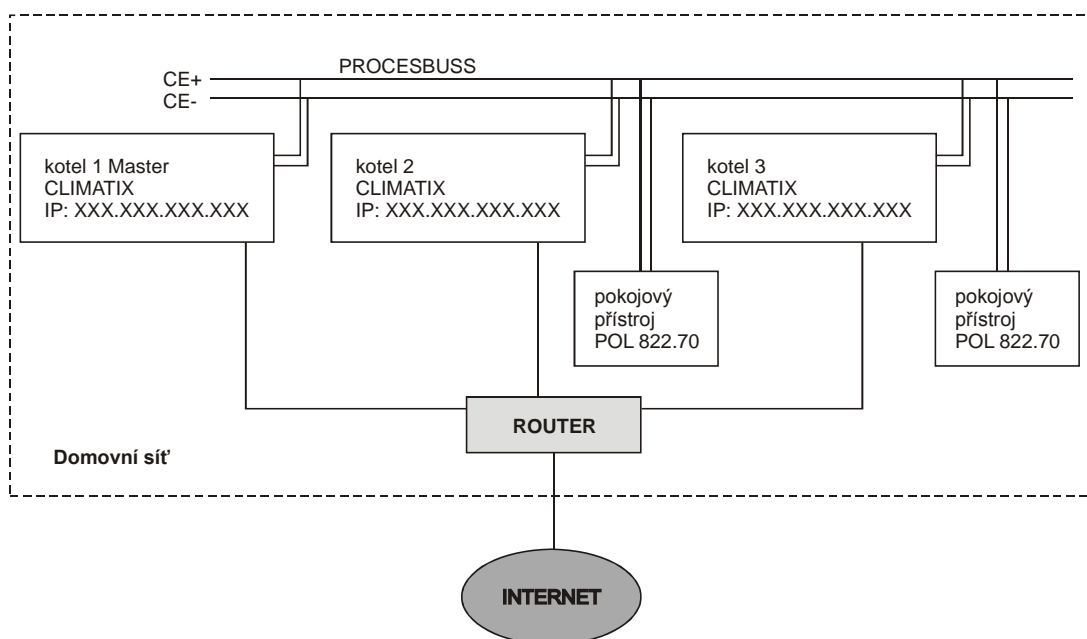 PROCESBUSS
CE+
CE-
kotel 1 Master
CLIMATIX
IP: XXX.XXX.XXX.XXX
kotel 2
CLIMATIX
IP: XXX.XXX.XXX.XXX
kotel 3
CLIMATIX
IP: XXX.XXX.XXX.XXX
pokojový
přístroj
POL 822.70
pokojový
přístroj
POL 822.70
ROUTER
Domovní síť
INTERNET